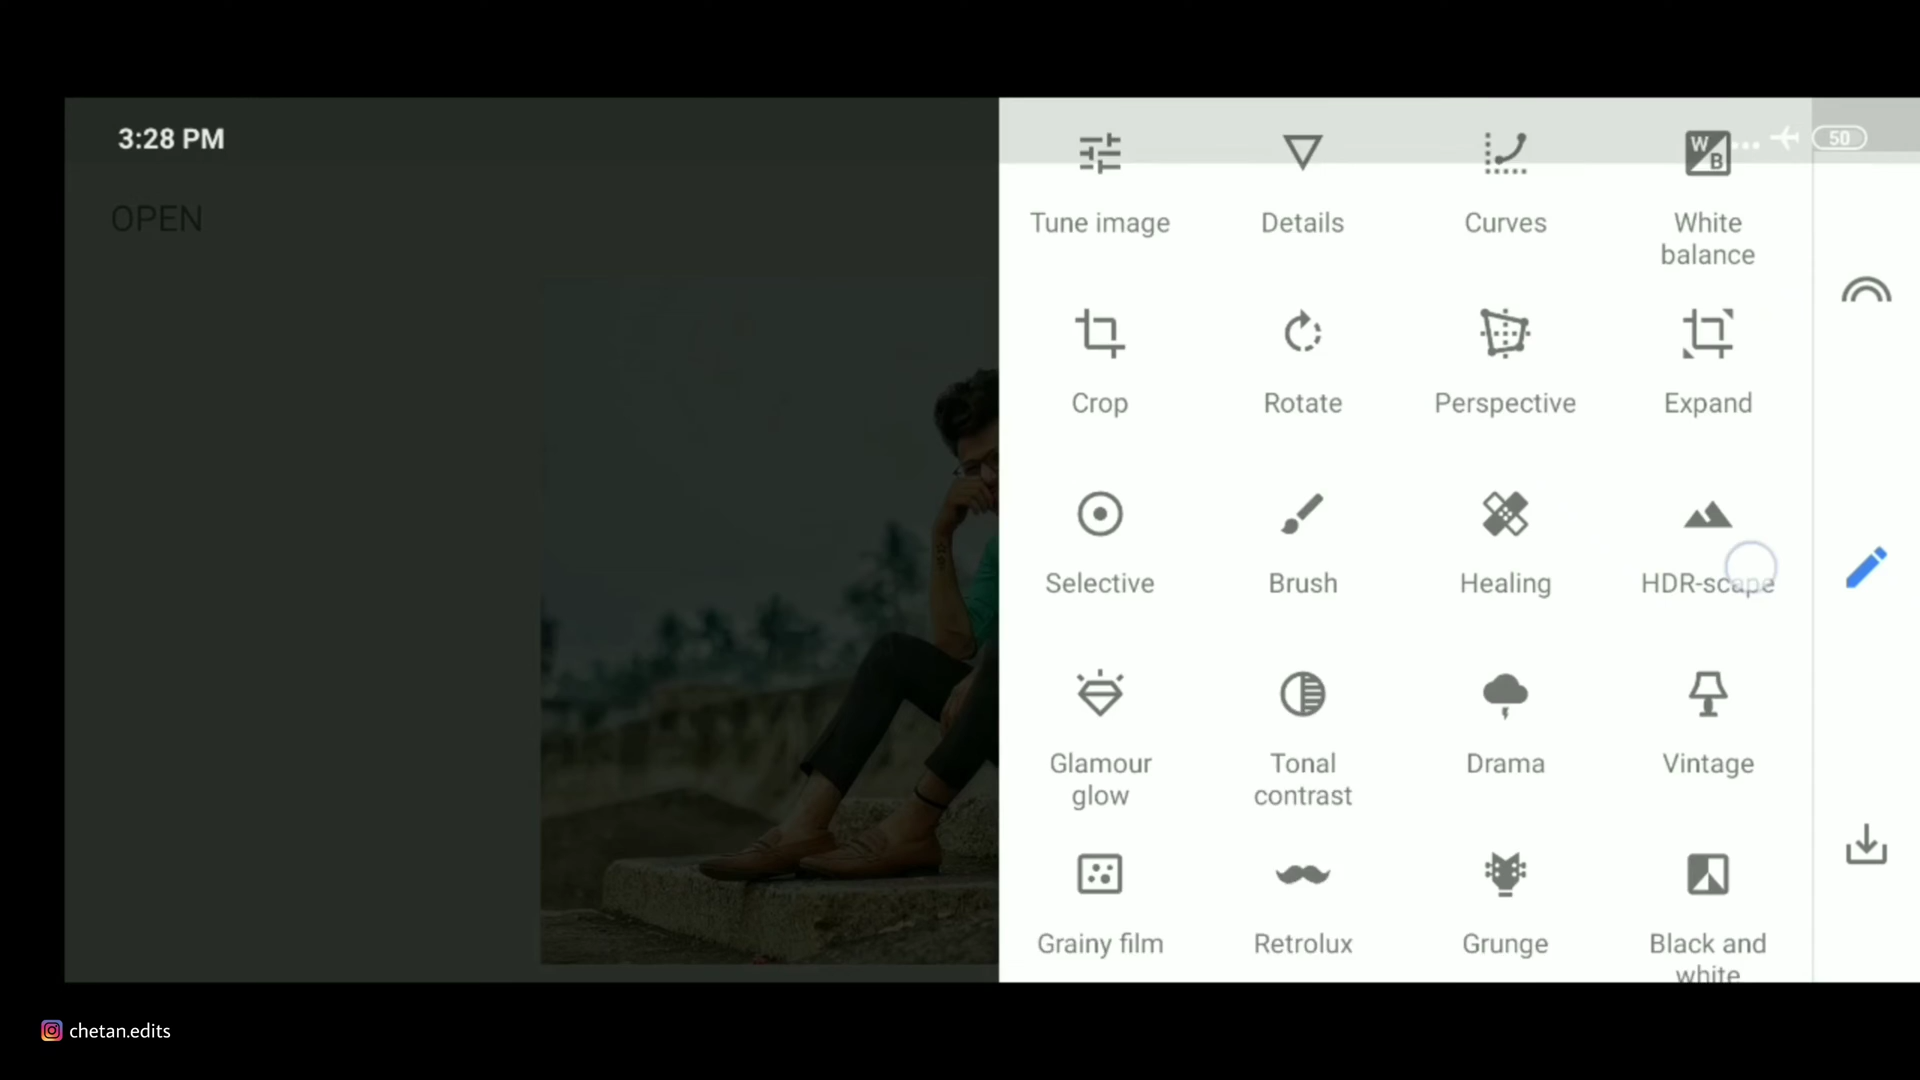 3:28 PM
50
OPEN
Tune image
Details
Curves
W
B
White
balance
Crop
Rotate
Perspective
Expand
Selective
Brush
Healing
HDR-scape
Glamour
glow
Tonal
contrast
Drama
Vintage
Grainy film
Retrolux
Grunge
Black and
white
chetan.edits